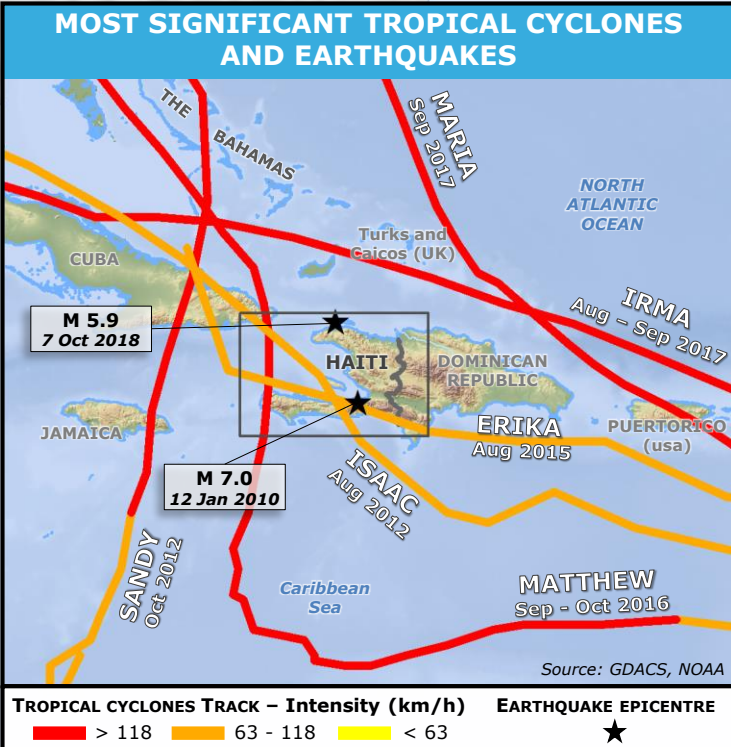 MOST SIGNIFICANT TROPICAL CYCLONES
AND EARTHQUAKES
THE BAHAMAS
MARIA
Sep 2017
NORTH
ATLANTIC
OCEAN
CUBA
Turks and
Caicos (UK)
IRMA
Aug – Sep 2017
M 5.9
7 Oct 2018
HAITI
DOMINICAN
REPUBLIC
JAMAICA
ERIKA
Aug 2015
PUERTORICO
(usa)
M 7.0
12 Jan 2010
ISAAC
Aug 2012
SANDY
Oct 2012
Caribbean
Sea
MATTHEW
Sep - Oct 2016
Source: GDACS, NOAA
TROPICAL CYCLONES TRACK – Intensity (km/h)
EARTHQUAKE EPICENTRE
> 118
63 - 118
< 63